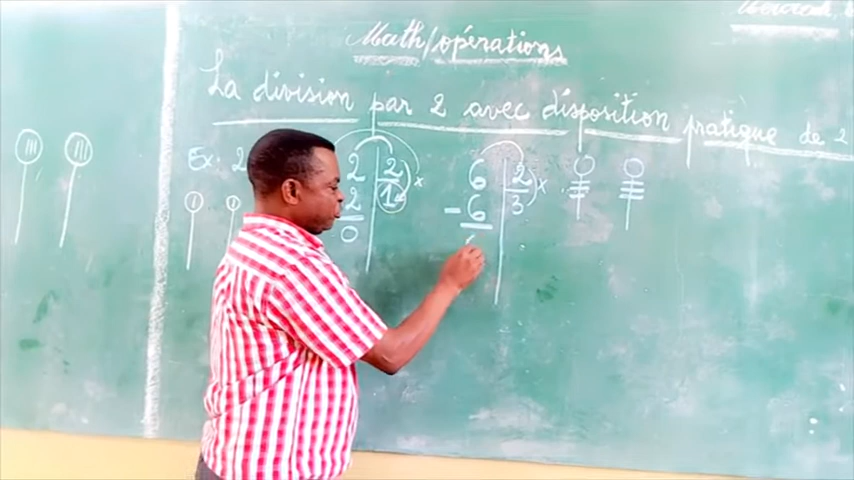 Math/opérations
La division par 2 avec disposition pratique de 2
Ex: 2
2 2 6 2
2 1 x - 6 3 x
0